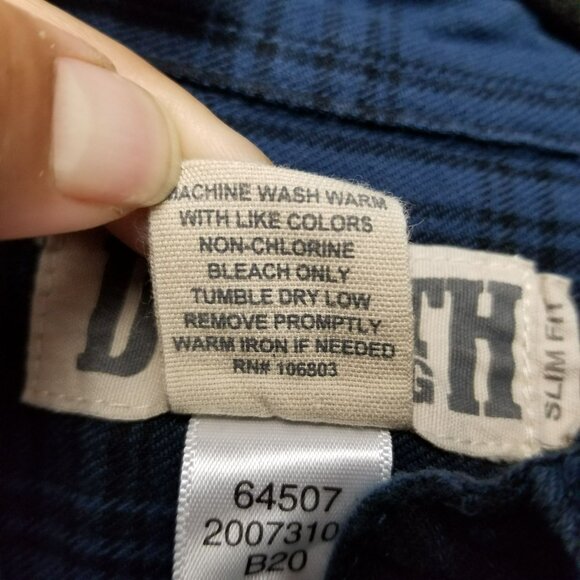 MACHINE WASH WARM
WITH LIKE COLORS
NON-CHLORINE
BLEACH ONLY
TUMBLE DRY LOW
REMOVE PROMPTLY
WARM IRON IF NEEDED
RN# 106803
SLIM FIT
64507
2007310
B20